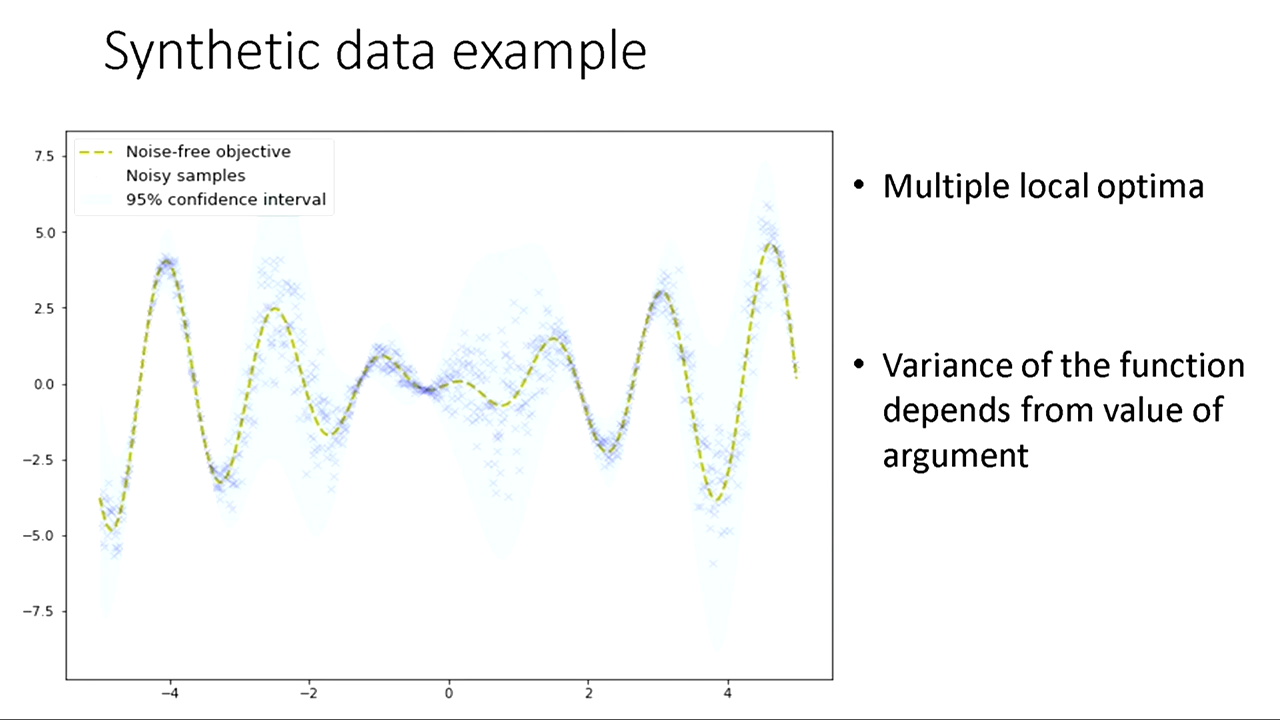 Synthetic data example
Noise-free objective
Noisy samples
95% confidence interval
7.5
5.0
2.5
0.0
−2.5
−5.0
−7.5
−4
−2
0
2
4
• Multiple local optima
• Variance of the function
depends from value of
argument